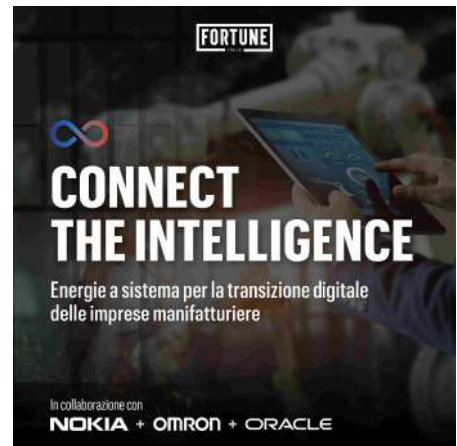 FORTUNE
ITALIA
CONNECT
THE INTELLIGENCE
Energie a sistema per la transizione digitale
delle imprese manifatturiere
In collaborazione con
NOKIA + OMRON + ORACLE